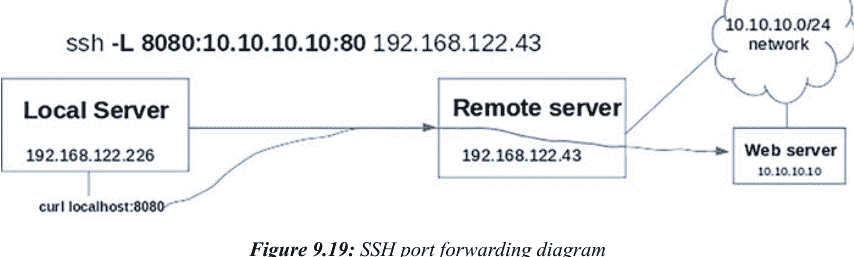 ssh -L 8080:10.10.10.10:80 192.168.122.43
10.10.10.0/24
network
Local Server
192.168.122.226
curl localhost:8080
Remote server
192.168.122.43
Web server
10.10.10.10
Figure 9.19: SSH port forwarding diagram